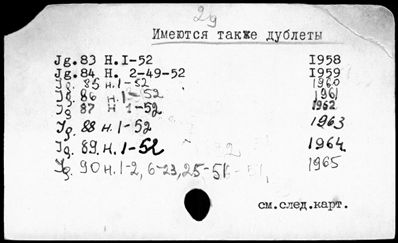 2g
Имеются также дублеты
Jg.83 H.I-52 1958
Jg.84 H. 2-49-52 1959
Jg. 85 н.1-52 1960
Jg. 86 н.1-52 1961
Jg. 87 H 1-52 1962
Jg. 88 н.1-52 1963
Jg. 89. н.1-52 1964
Jg. 90 н.1-2, 6-23, 25-51 1965
см.след.карт.